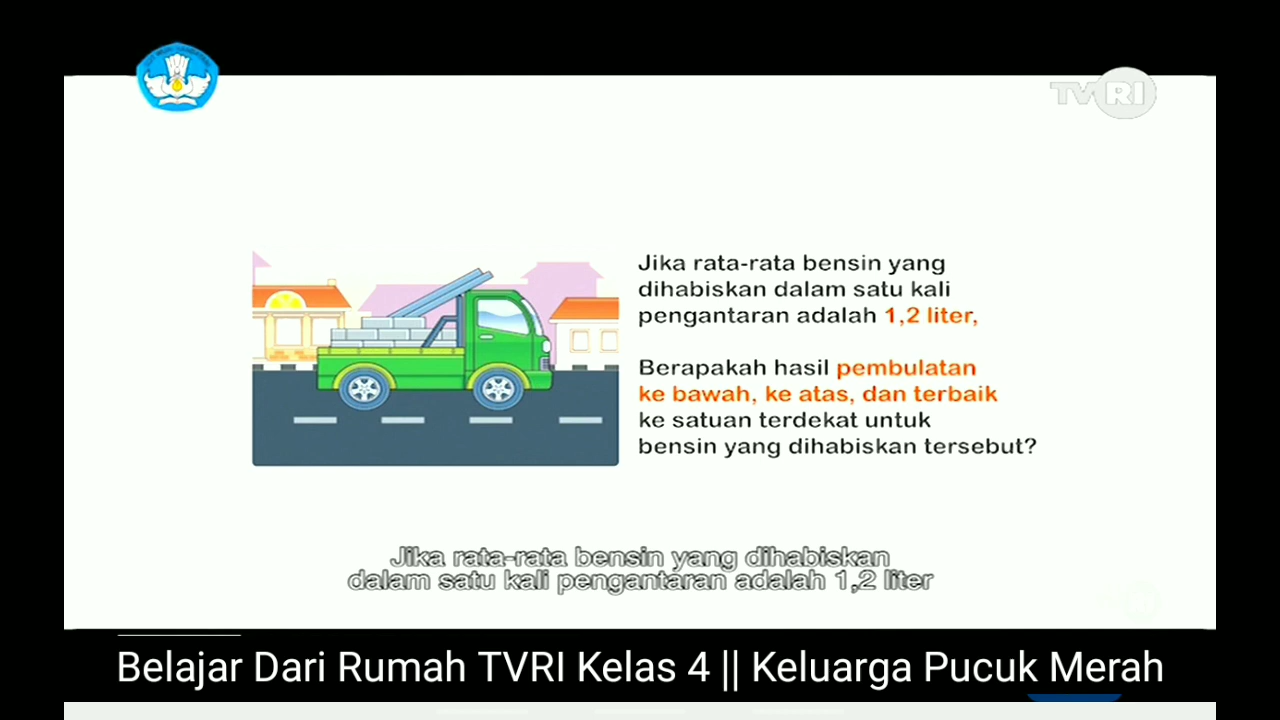 TVRI
Jika rata-rata bensin yang
dihabiskan dalam satu kali
pengantaran adalah 1,2 liter,
Berapakah hasil pembulatan
ke bawah, ke atas, dan terbaik
ke satuan terdekat untuk
bensin yang dihabiskan tersebut?
Jika rata-rata bensin yang dihabiskan
dalam satu kali pengantaran adalah 1,2 liter
Belajar Dari Rumah TVRI Kelas 4 || Keluarga Pucuk Merah